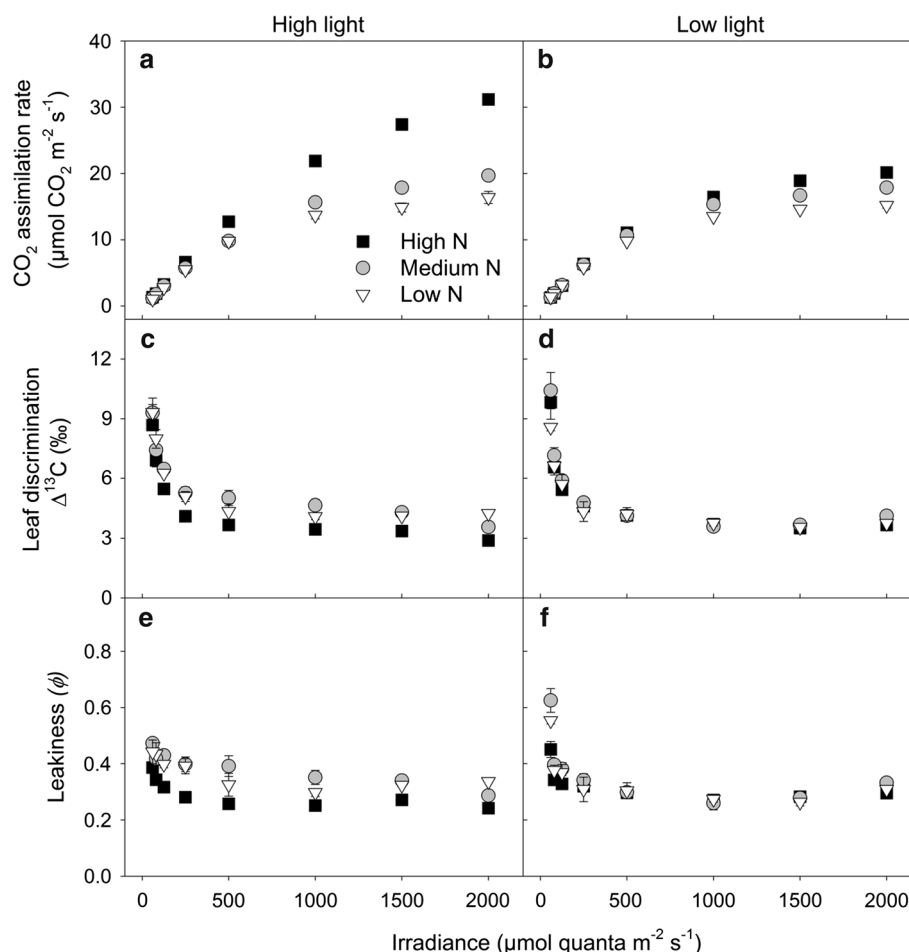 High light
Low light
a
b
c
d
e
f
CO₂ assimilation rate
(µmol CO₂ m⁻² s⁻¹)
40
30
20
10
0
High N
Medium N
Low N
Leaf discrimination
Δ¹³C (‰)
12
9
6
3
0
Leakiness (ϕ)
0.8
0.6
0.4
0.2
0.0
0 500 1000 1500 2000
0 500 1000 1500 2000
Irradiance (µmol quanta m⁻² s⁻¹)